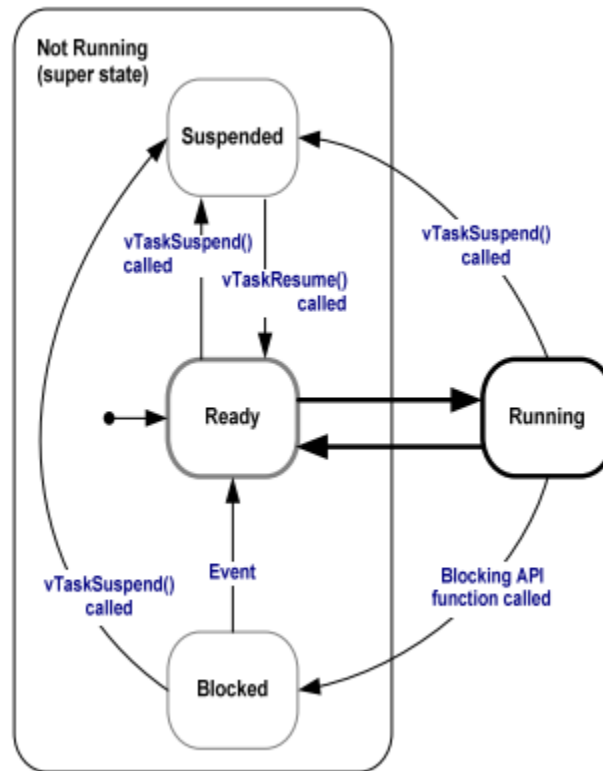 Not Running
(super state)
Suspended
vTaskSuspend()
called
vTaskResume()
called
vTaskSuspend()
called
Ready
Running
Event
vTaskSuspend()
called
Blocking API
function called
Blocked